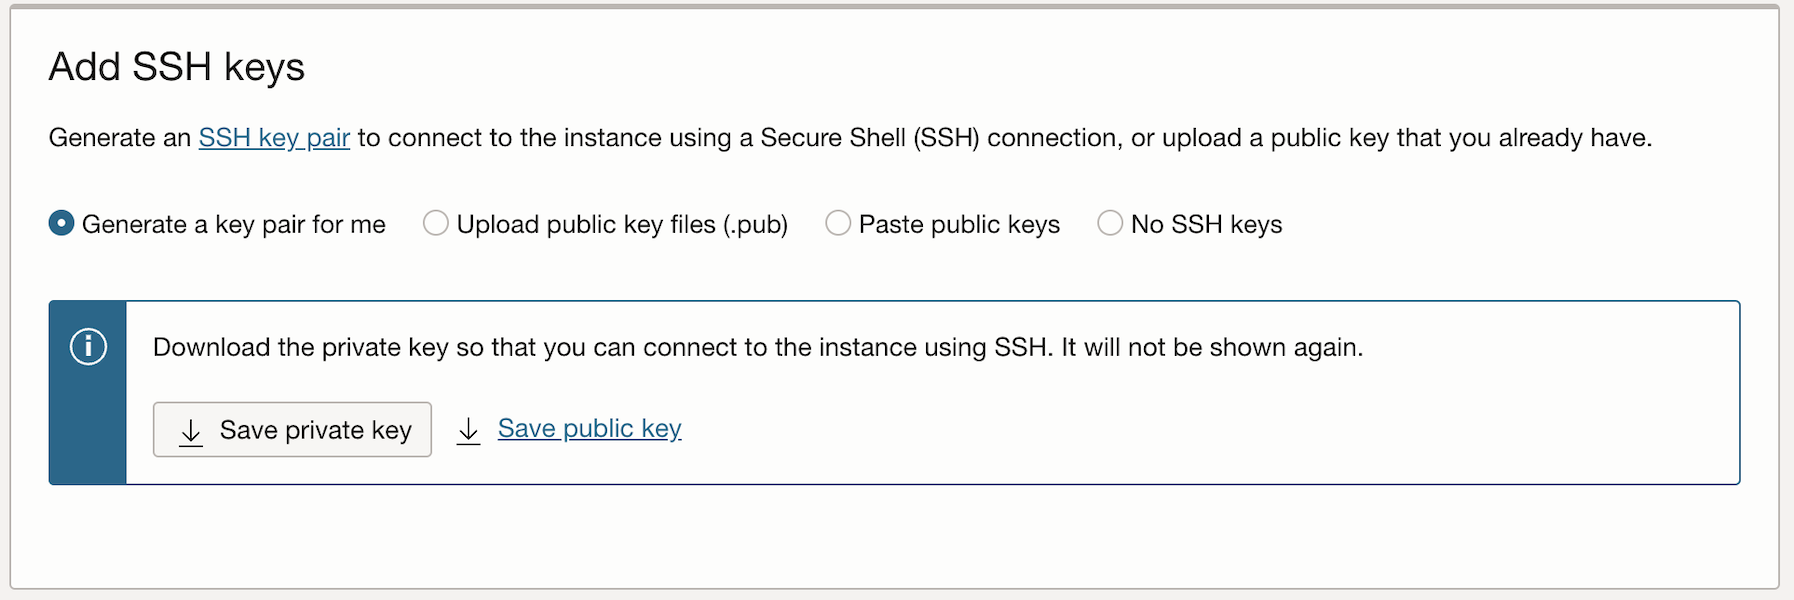 Add SSH keys
Generate an SSH key pair to connect to the instance using a Secure Shell (SSH) connection, or upload a public key that you already have.
Generate a key pair for me Upload public key files (.pub) Paste public keys No SSH keys
Download the private key so that you can connect to the instance using SSH. It will not be shown again.
Save private key Save public key